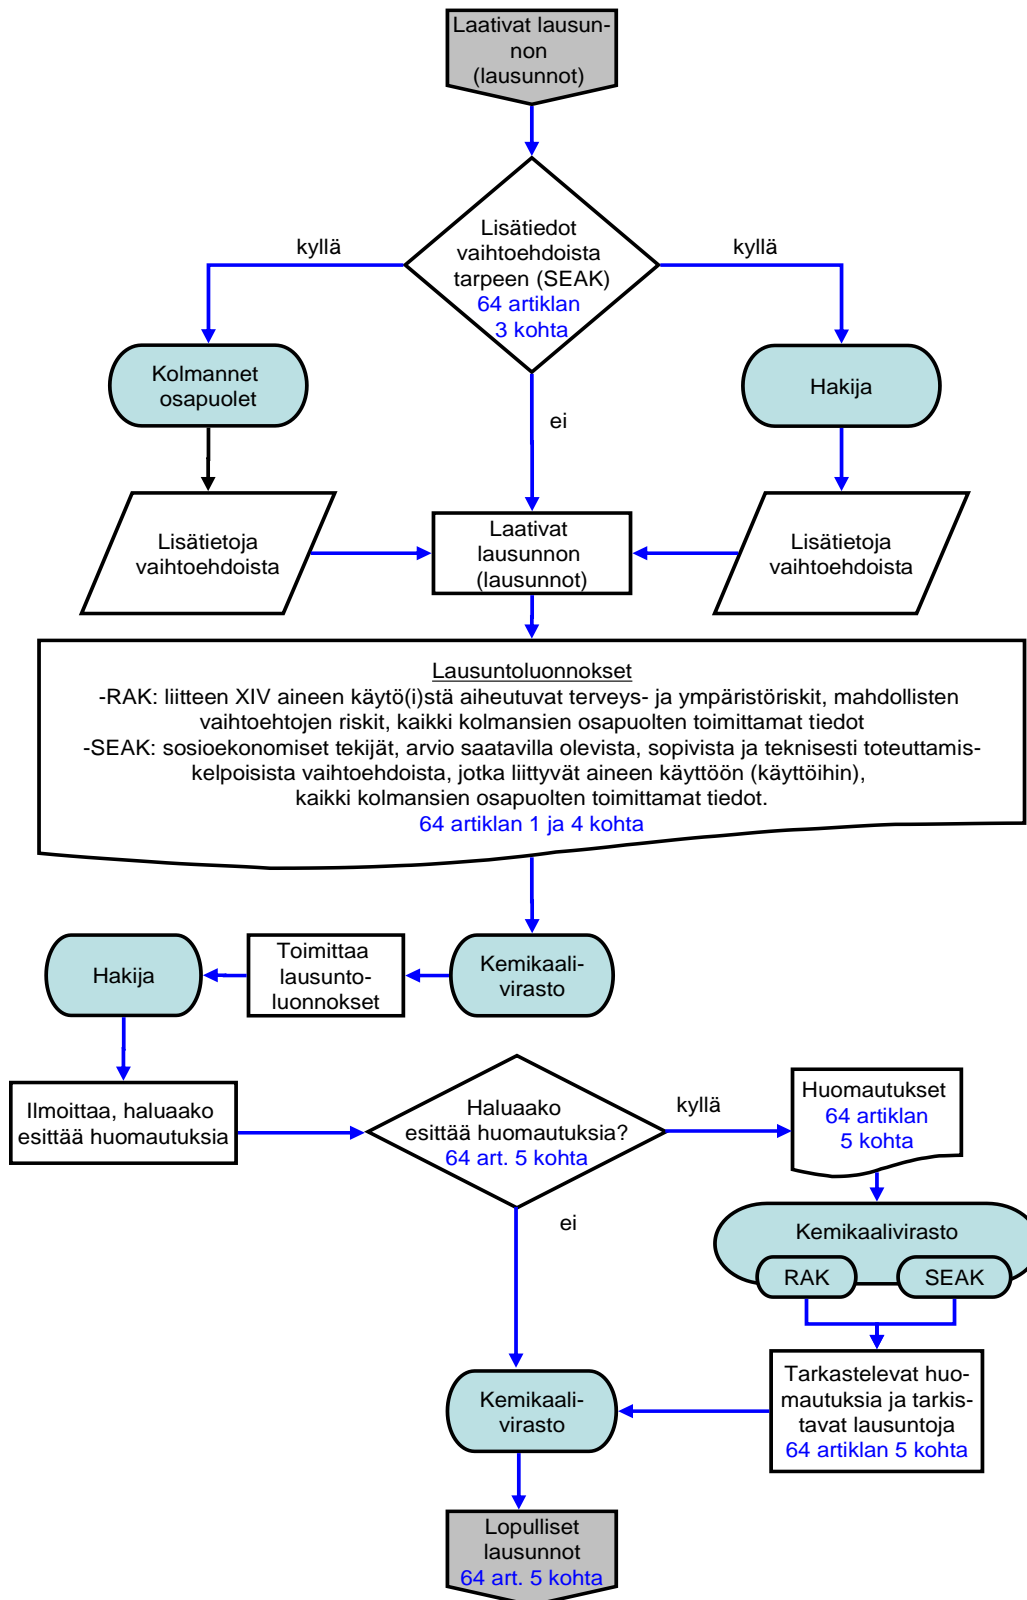 Laativat lausun-
non
(lausunnot)
Lisätiedot
vaihtoehdoista
tarpeen (SEAK)
64 artiklan
3 kohta
kyllä
kyllä
Kolmannet
osapuolet
Hakija
ei
Lisätietoja
vaihtoehdoista
Laativat
lausunnon
(lausunnot)
Lisätietoja
vaihtoehdoista
Lausuntoluonnokset
-RAK: liitteen XIV aineen käytö(i)stä aiheutuvat terveys- ja ympäristöriskit, mahdollisten
vaihtoehtojen riskit, kaikki kolmansien osapuolten toimittamat tiedot
-SEAK: sosioekonomiset tekijät, arvio saatavilla olevista, sopivista ja teknisesti toteuttamis-
kelpoisista vaihtoehdoista, jotka liittyvät aineen käyttöön (käyttöihin),
kaikki kolmansien osapuolten toimittamat tiedot.
64 artiklan 1 ja 4 kohta
Hakija
Toimittaa
lausunto-
luonnokset
Kemikaali-
virasto
Ilmoittaa, haluaako
esittää huomautuksia
Haluaako
esittää huomautuksia?
64 art. 5 kohta
kyllä
Huomautukset
64 artiklan
5 kohta
ei
Kemikaalivirasto
RAK
SEAK
Kemikaali-
virasto
Tarkastelevat huo-
mautuksia ja tarkis-
tavat lausuntoja
64 artiklan 5 kohta
Lopulliset
lausunnot
64 art. 5 kohta